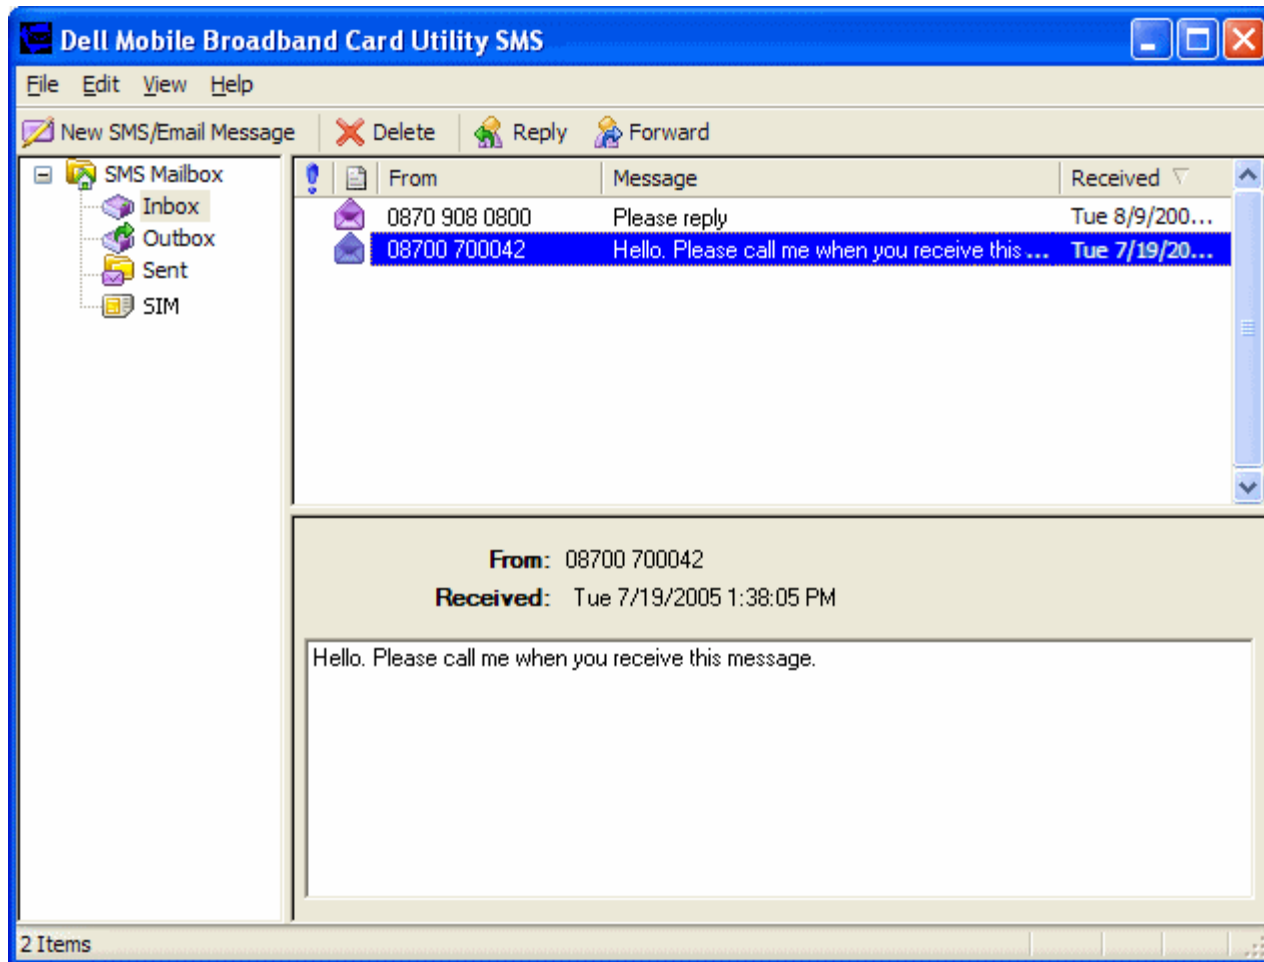 Dell Mobile Broadband Card Utility SMS
File Edit View Help
New SMS/Email Message Delete Reply Forward
SMS Mailbox
Inbox
Outbox
Sent
SIM
From Message Received
0870 908 0800 Please reply Tue 8/9/200...
08700 700042 Hello. Please call me when you receive this ... Tue 7/19/20...
From: 08700 700042
Received: Tue 7/19/2005 1:38:05 PM
Hello. Please call me when you receive this message.
2 Items